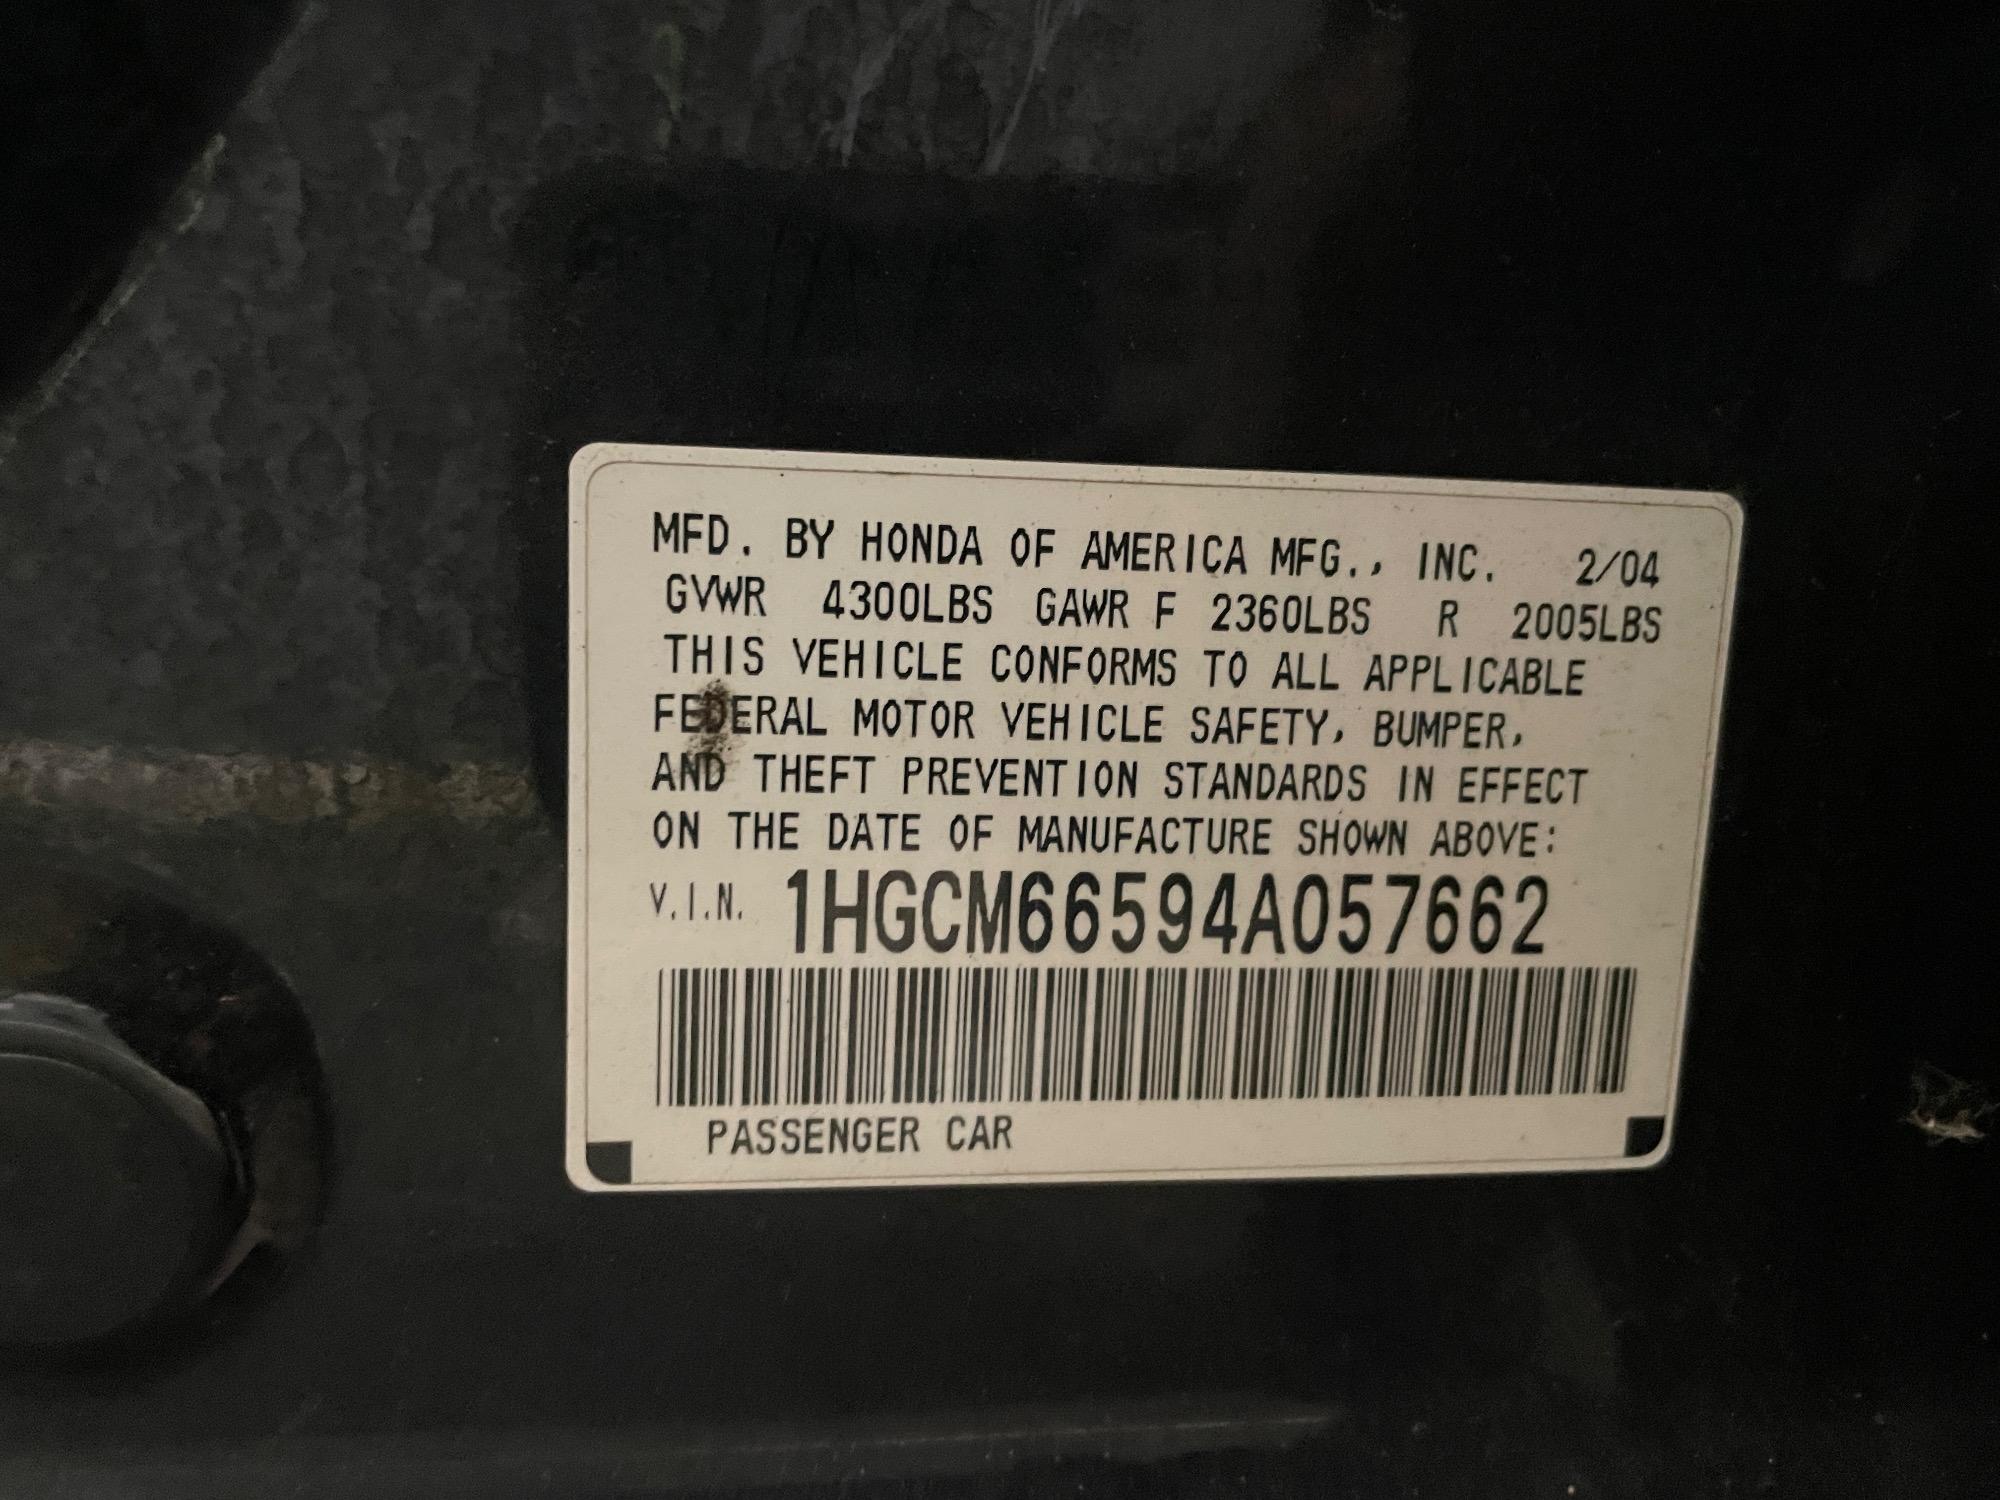 MFD. BY HONDA OF AMERICA MFG., INC. 2/04
GVWR 4300LBS GAWR F 2360LBS R 2005LBS
THIS VEHICLE CONFORMS TO ALL APPLICABLE
FEDERAL MOTOR VEHICLE SAFETY, BUMPER,
AND THEFT PREVENTION STANDARDS IN EFFECT
ON THE DATE OF MANUFACTURE SHOWN ABOVE:
V.I.N. 1HGCM66594A057662
PASSENGER CAR